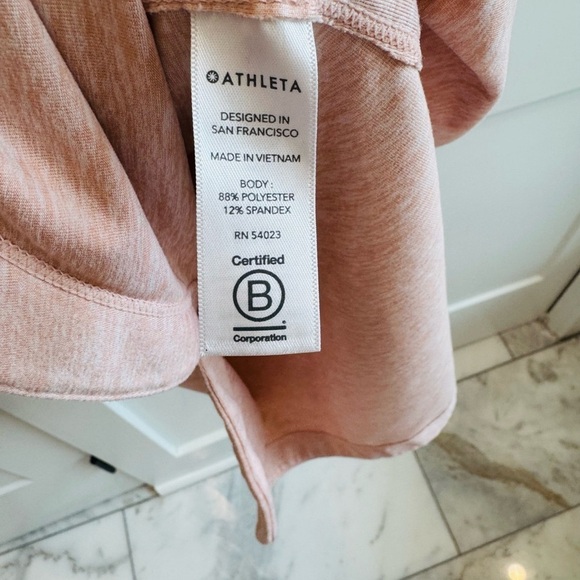 ATHLETA
DESIGNED IN
SAN FRANCISCO
MADE IN VIETNAM
BODY :
88% POLYESTER
12% SPANDEX
RN 54023
Certified
B
Corporation